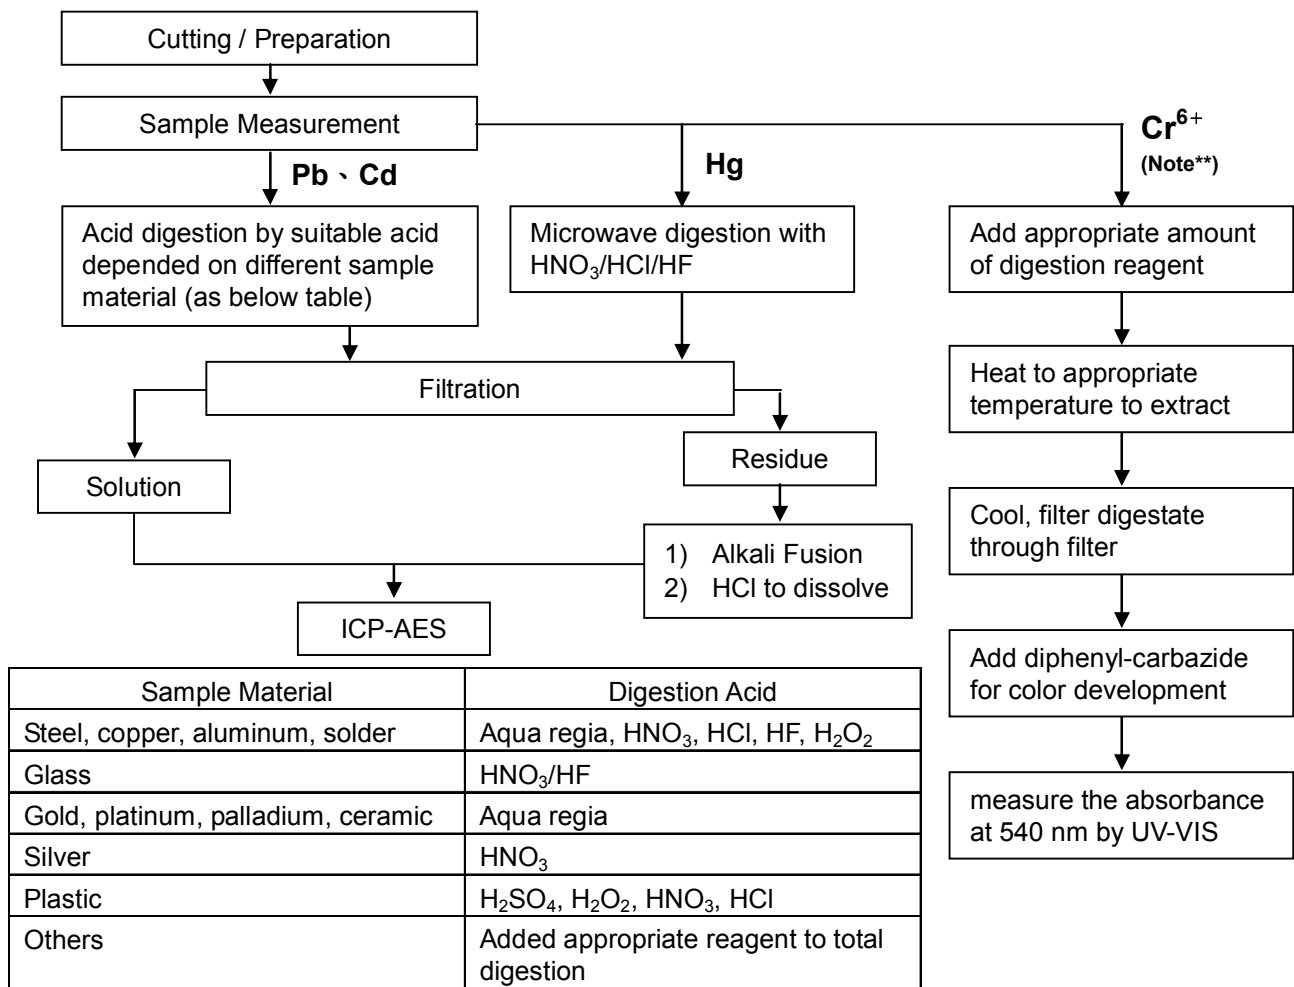 Cutting / Preparation
Sample Measurement
Pb、Cd
Hg
Cr⁶⁺
(Note**)
Acid digestion by suitable acid
depended on different sample
material (as below table)
Microwave digestion with
HNO₃/HCl/HF
Add appropriate amount
of digestion reagent
Filtration
Heat to appropriate
temperature to extract
Solution
Residue
1) Alkali Fusion
2) HCl to dissolve
Cool, filter digestate
through filter
ICP-AES
Add diphenyl-carbazide
for color development
measure the absorbance
at 540 nm by UV-VIS
Sample Material Digestion Acid
Steel, copper, aluminum, solder Aqua regia, HNO₃, HCl, HF, H₂O₂
Glass HNO₃/HF
Gold, platinum, palladium, ceramic Aqua regia
Silver HNO₃
Plastic H₂SO₄, H₂O₂, HNO₃, HCl
Others Added appropriate reagent to total
digestion